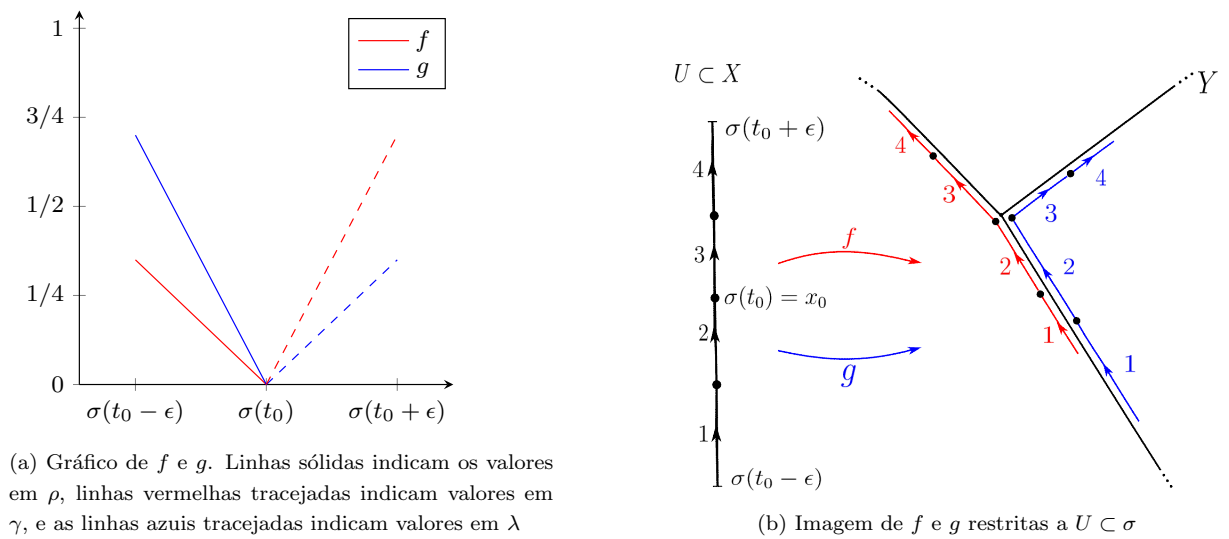 1
3/4
1/2
1/4
0
f
g
σ(t₀ − ϵ) σ(t₀) σ(t₀ + ϵ)
(a) Gráfico de f e g. Linhas sólidas indicam os valores
em ρ, linhas vermelhas tracejadas indicam valores em
γ, e as linhas azuis tracejadas indicam valores em λ
U ⊂ X
σ(t₀ + ϵ)
4
3
σ(t₀) = x₀
2
1
σ(t₀ − ϵ)
f
g
Y
4
3
2
1
4
3
2
1
(b) Imagem de f e g restritas a U ⊂ σ